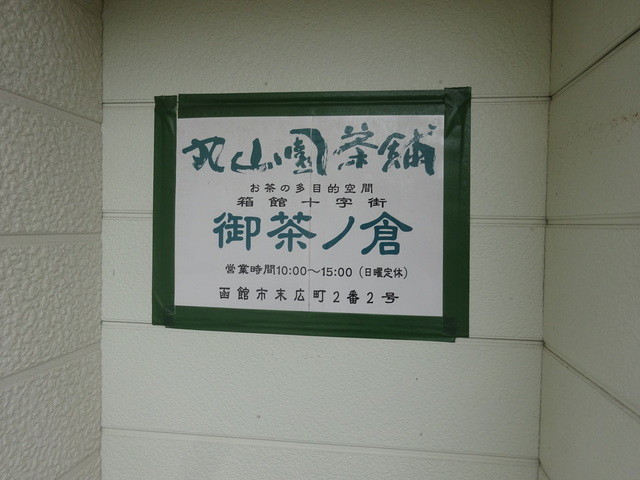 丸山園茶舗
お茶の多目的空間
箱館十字街
御茶ノ倉
営業時間10:00～15:00（日曜定休）
函館市末広町2番2号